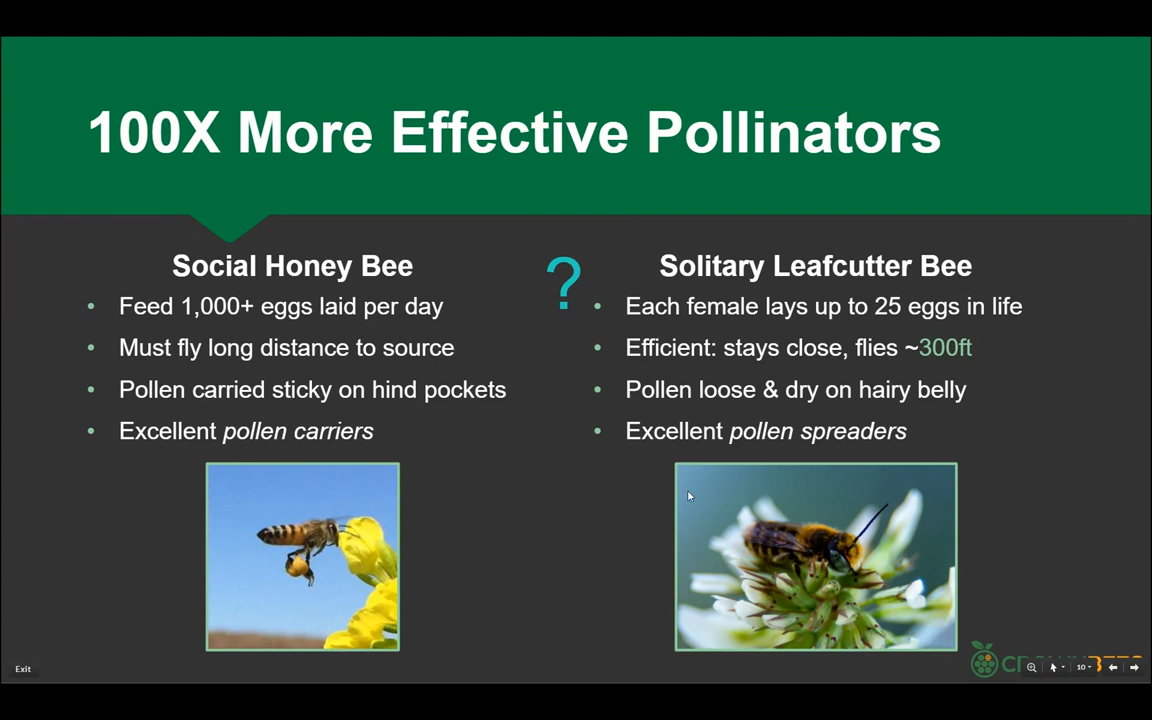 100X More Effective Pollinators
Social Honey Bee
• Feed 1,000+ eggs laid per day
• Must fly long distance to source
• Pollen carried sticky on hind pockets
• Excellent pollen carriers
?
Solitary Leafcutter Bee
• Each female lays up to 25 eggs in life
• Efficient: stays close, flies ~300ft
• Pollen loose & dry on hairy belly
• Excellent pollen spreaders
Exit
10